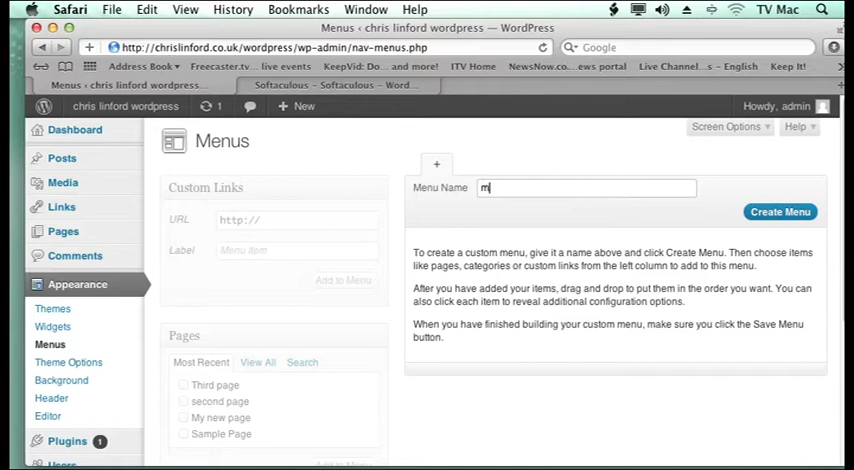 Safari File Edit View History Bookmarks Window Help TV Mac
Menus ‹ chris linford wordpress — WordPress
http://chrislinford.co.uk/wordpress/wp-admin/nav-menus.php
Google
Address Book Freecaster.tv live events KeepVid: Do... and more! ITV Home NewsNow.co...ews portal Live Channel...s - English Keep It!
Menus ‹ chris linford wordpress...
Softaculous - Softaculous - Word...
chris linford wordpress 1 + New Howdy, admin
Dashboard
Posts
Media
Links
Pages
Comments
Appearance
Themes
Widgets
Menus
Theme Options
Background
Header
Editor
Plugins 1
Users
Menus
Screen Options Help
Custom Links
URL http://
Label Menu Item
Add to Menu
Pages
Most Recent View All Search
Third page
second page
My new page
Sample Page
Add to Menu
+
Menu Name m
Create Menu
To create a custom menu, give it a name above and click Create Menu. Then choose items
like pages, categories or custom links from the left column to add to this menu.
After you have added your items, drag and drop to put them in the order you want. You can
also click each item to reveal additional configuration options.
When you have finished building your custom menu, make sure you click the Save Menu
button.